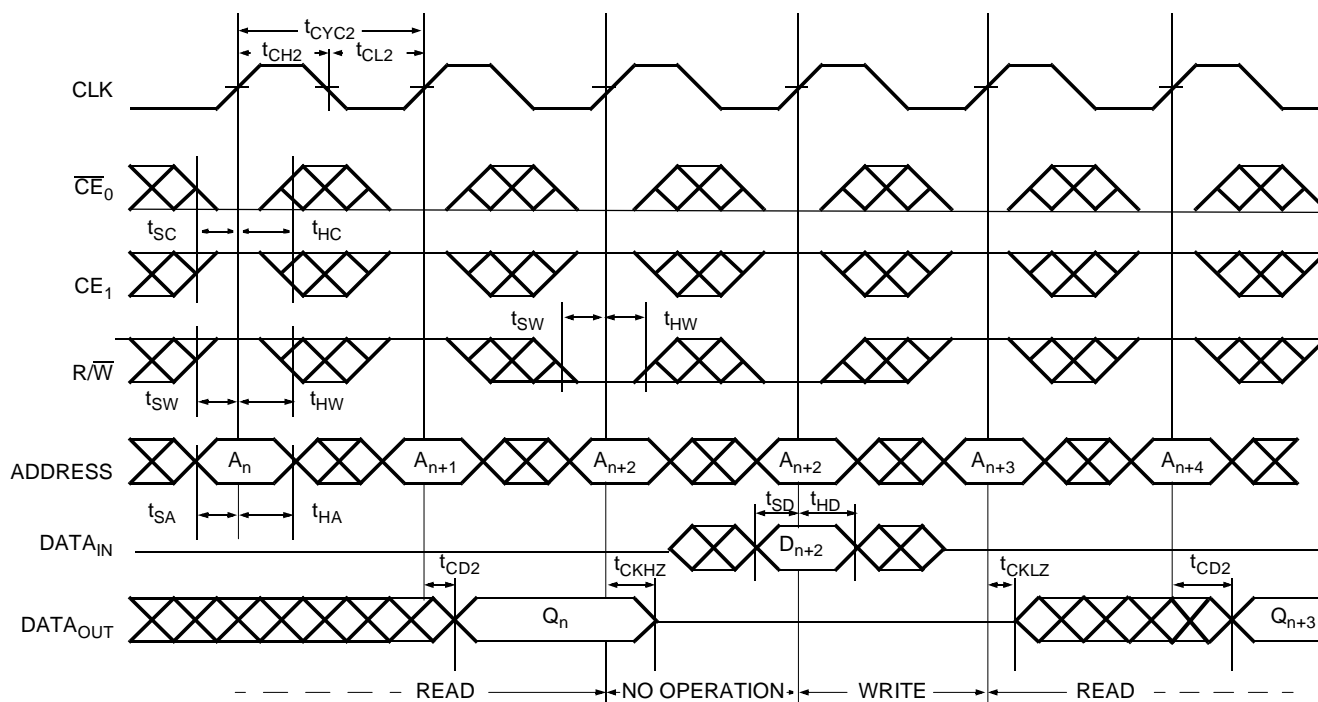 tCYC2
tCH2 tCL2
CLK
CE0
tSC tHC
CE1
tSW tHW
R/W
tSW tHW
ADDRESS An An+1 An+2 An+2 An+3 An+4
tSA tHA tSD tHD
DATAIN Dn+2
tCD2 tCKHZ tCKLZ tCD2
DATAOUT Qn Qn+3
READ NO OPERATION WRITE READ